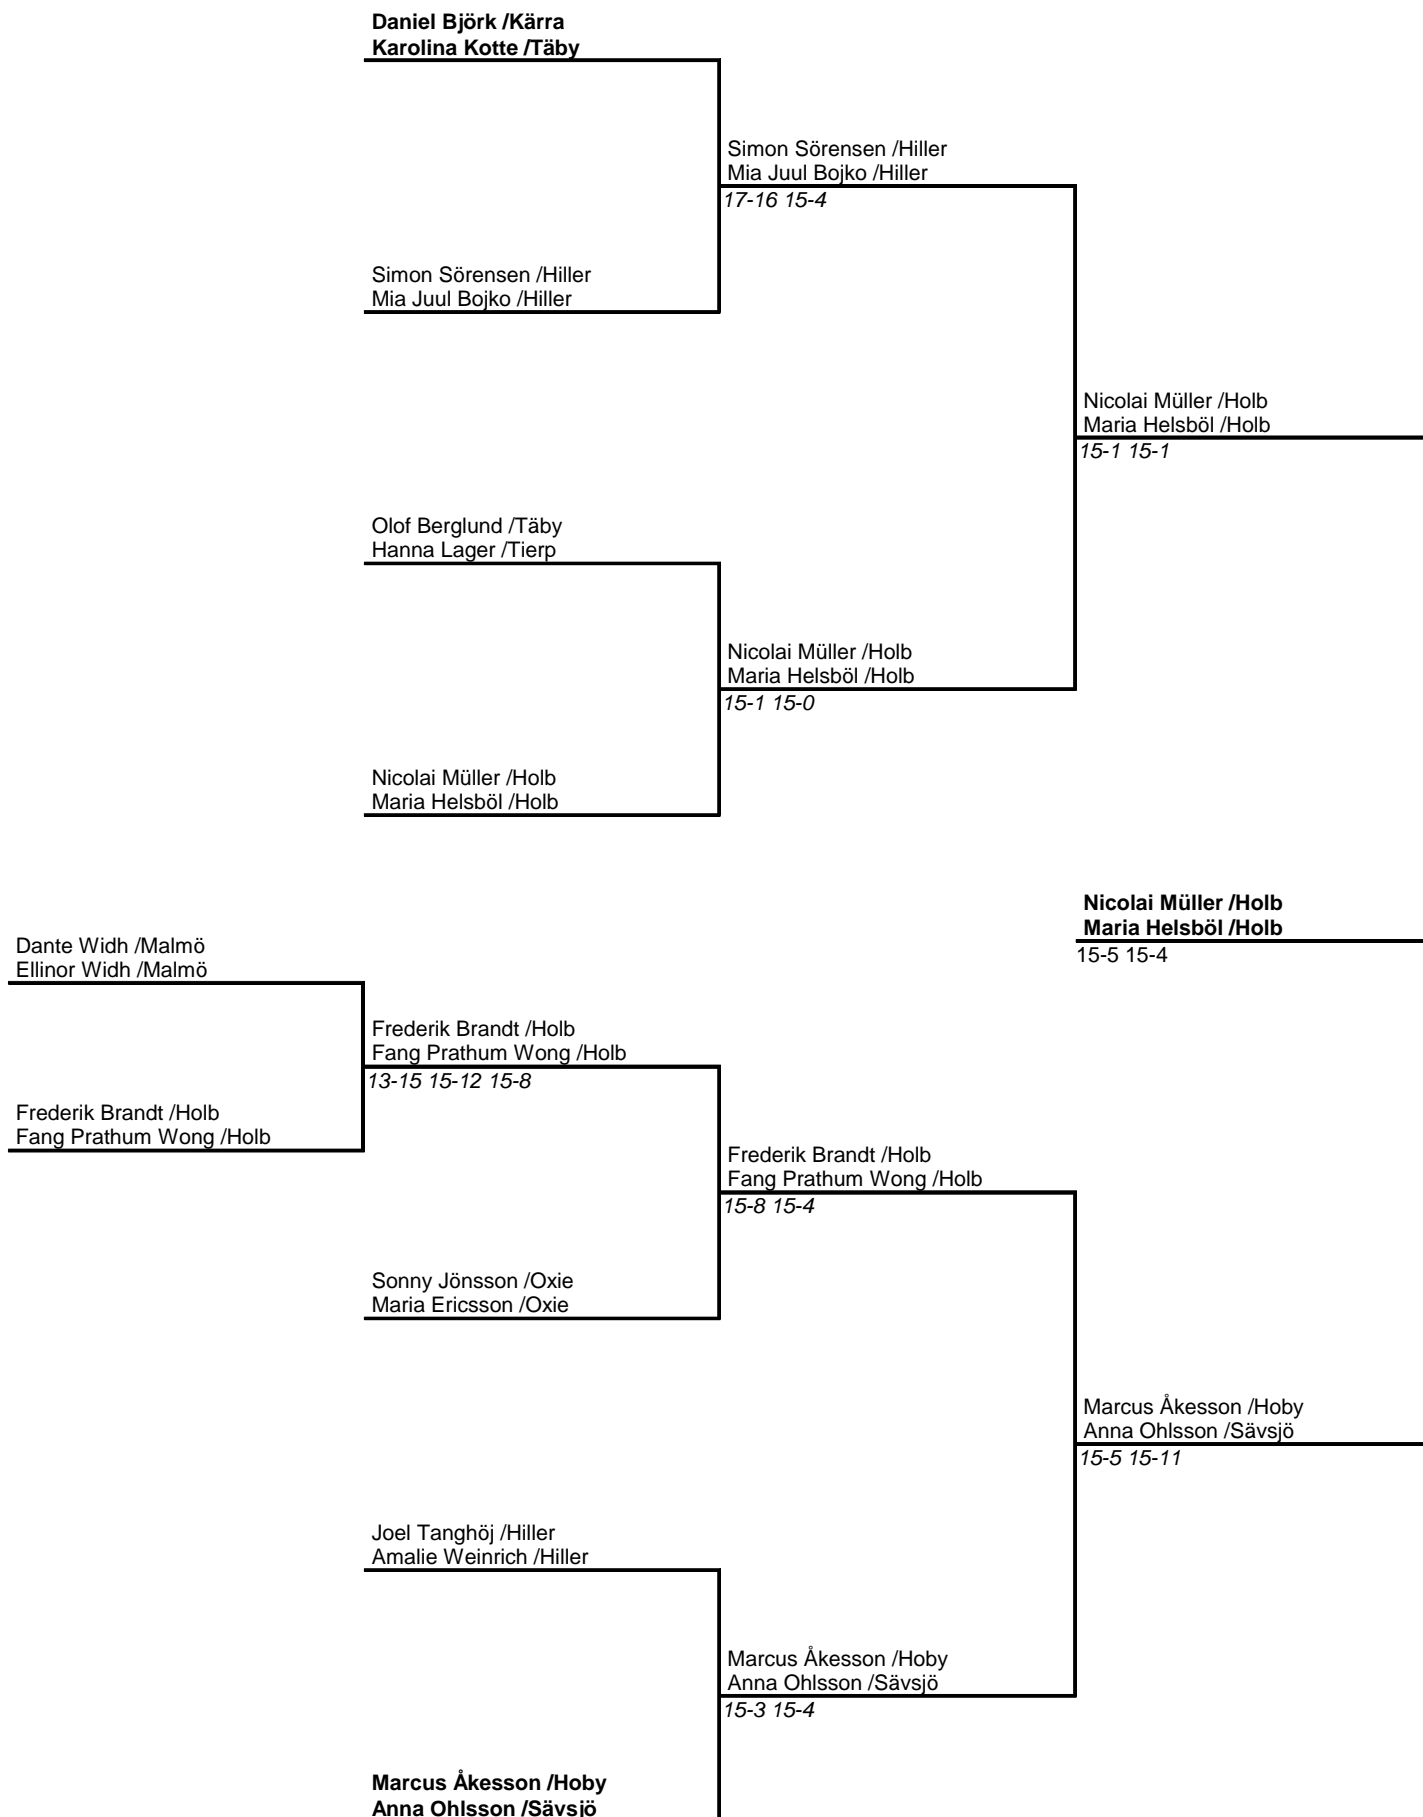 Daniel Björk /Kärra
Karolina Kotte /Täby
Simon Sörensen /Hiller
Mia Juul Bojko /Hiller
17-16 15-4
Simon Sörensen /Hiller
Mia Juul Bojko /Hiller
Nicolai Müller /Holb
Maria Helsböl /Holb
15-1 15-1
Olof Berglund /Täby
Hanna Lager /Tierp
Nicolai Müller /Holb
Maria Helsböl /Holb
15-1 15-0
Nicolai Müller /Holb
Maria Helsböl /Holb
Nicolai Müller /Holb
Maria Helsböl /Holb
15-5 15-4
Dante Widh /Malmö
Ellinor Widh /Malmö
Frederik Brandt /Holb
Fang Prathum Wong /Holb
13-15 15-12 15-8
Frederik Brandt /Holb
Fang Prathum Wong /Holb
Frederik Brandt /Holb
Fang Prathum Wong /Holb
15-8 15-4
Sonny Jönsson /Oxie
Maria Ericsson /Oxie
Marcus Åkesson /Hoby
Anna Ohlsson /Sävsjö
15-5 15-11
Joel Tanghöj /Hiller
Amalie Weinrich /Hiller
Marcus Åkesson /Hoby
Anna Ohlsson /Sävsjö
15-3 15-4
Marcus Åkesson /Hoby
Anna Ohlsson /Sävsjö